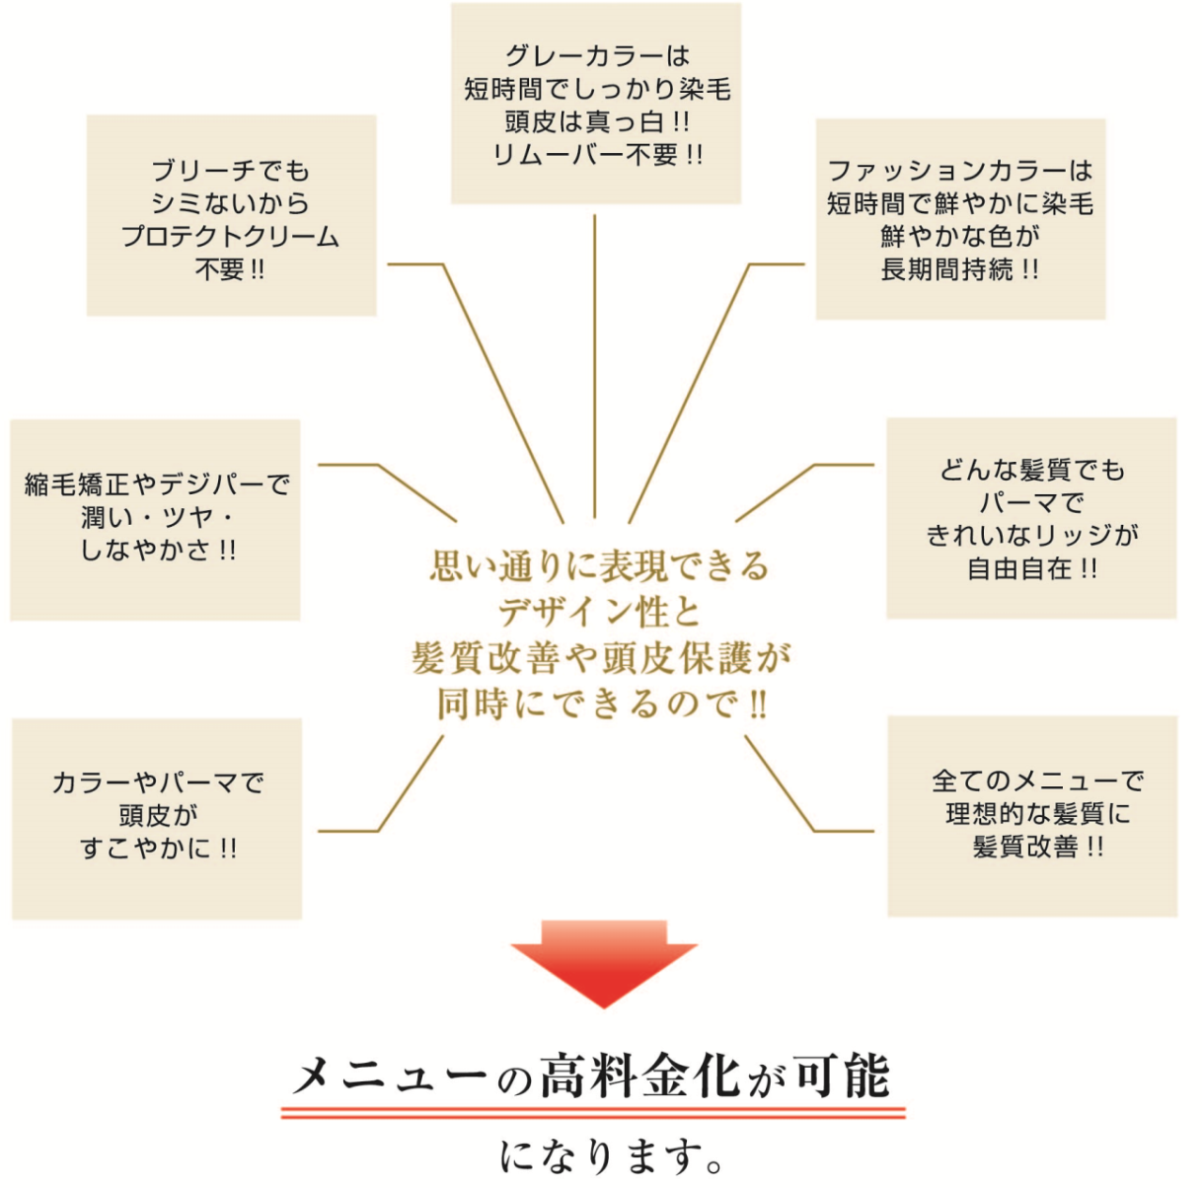 グレーカラーは
短時間でしっかり染毛
頭皮は真っ白!!
リムーバー不要!!
ブリーチでも
シミないから
プロテクトクリーム
不要!!
ファッションカラーは
短時間で鮮やかに染毛
鮮やかな色が
長期間持続!!
縮毛矯正やデジパーで
潤い・ツヤ・
しなやかさ!!
どんな髪質でも
パーマで
きれいなリッジが
自由自在!!
思い通りに表現できる
デザイン性と
髪質改善や頭皮保護が
同時にできるので!!
カラーやパーマで
頭皮が
すこやかに!!
全てのメニューで
理想的な髪質に
髪質改善!!
メニューの高料金化が可能
になります。